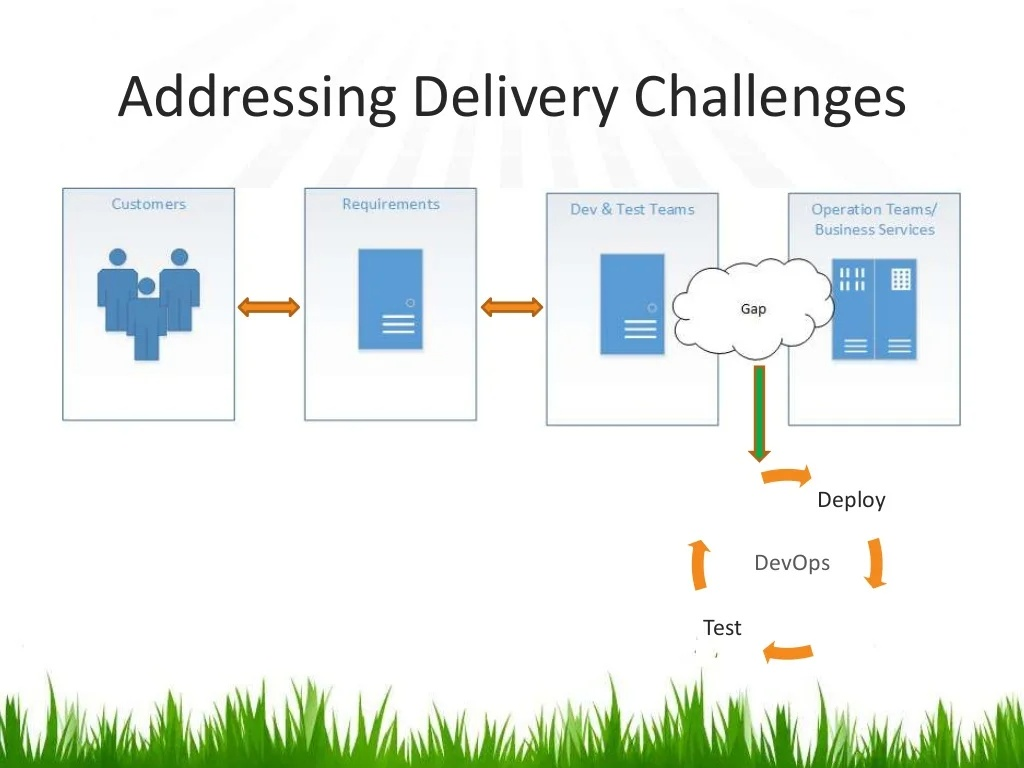 Addressing Delivery Challenges
Customers
Requirements
Dev & Test Teams
Operation Teams/
Business Services
Gap
Deploy
DevOps
Test